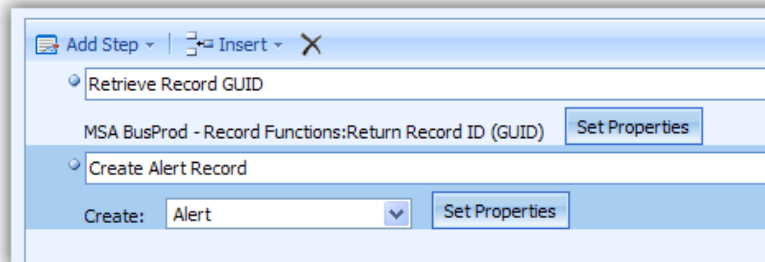 Add Step Insert
Retrieve Record GUID
MSA BusProd - Record Functions:Return Record ID (GUID) Set Properties
Create Alert Record
Create: Alert Set Properties